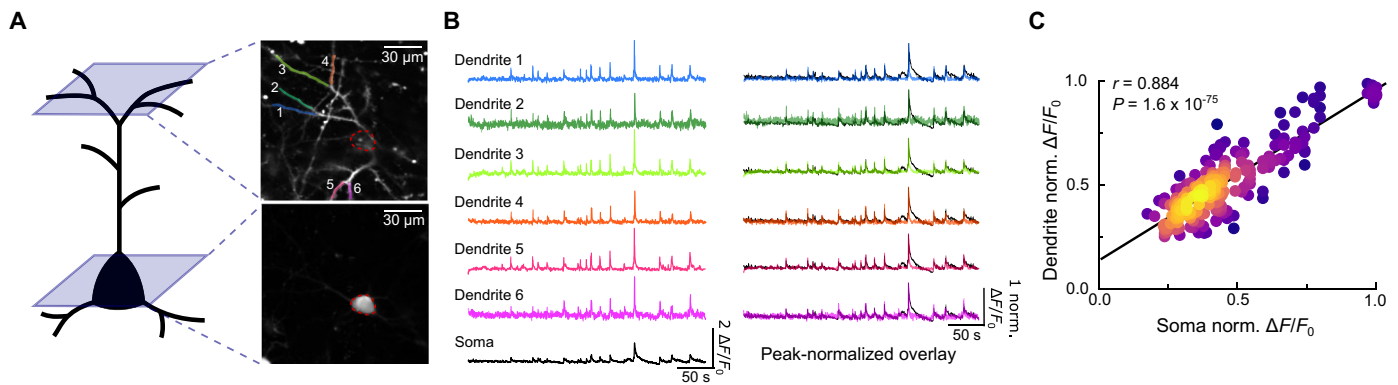 A
30 µm
4
3
2
1
5
6
30 µm
B
Dendrite 1
Dendrite 2
Dendrite 3
Dendrite 4
Dendrite 5
Dendrite 6
Soma
2 ΔF/F0
50 s
1 norm.
ΔF/F0
50 s
Peak-normalized overlay
C
r = 0.884
P = 1.6 x 10-75
1.0
0.5
0.0
Dendrite norm. ΔF/F0
0.0
0.5
1.0
Soma norm. ΔF/F0